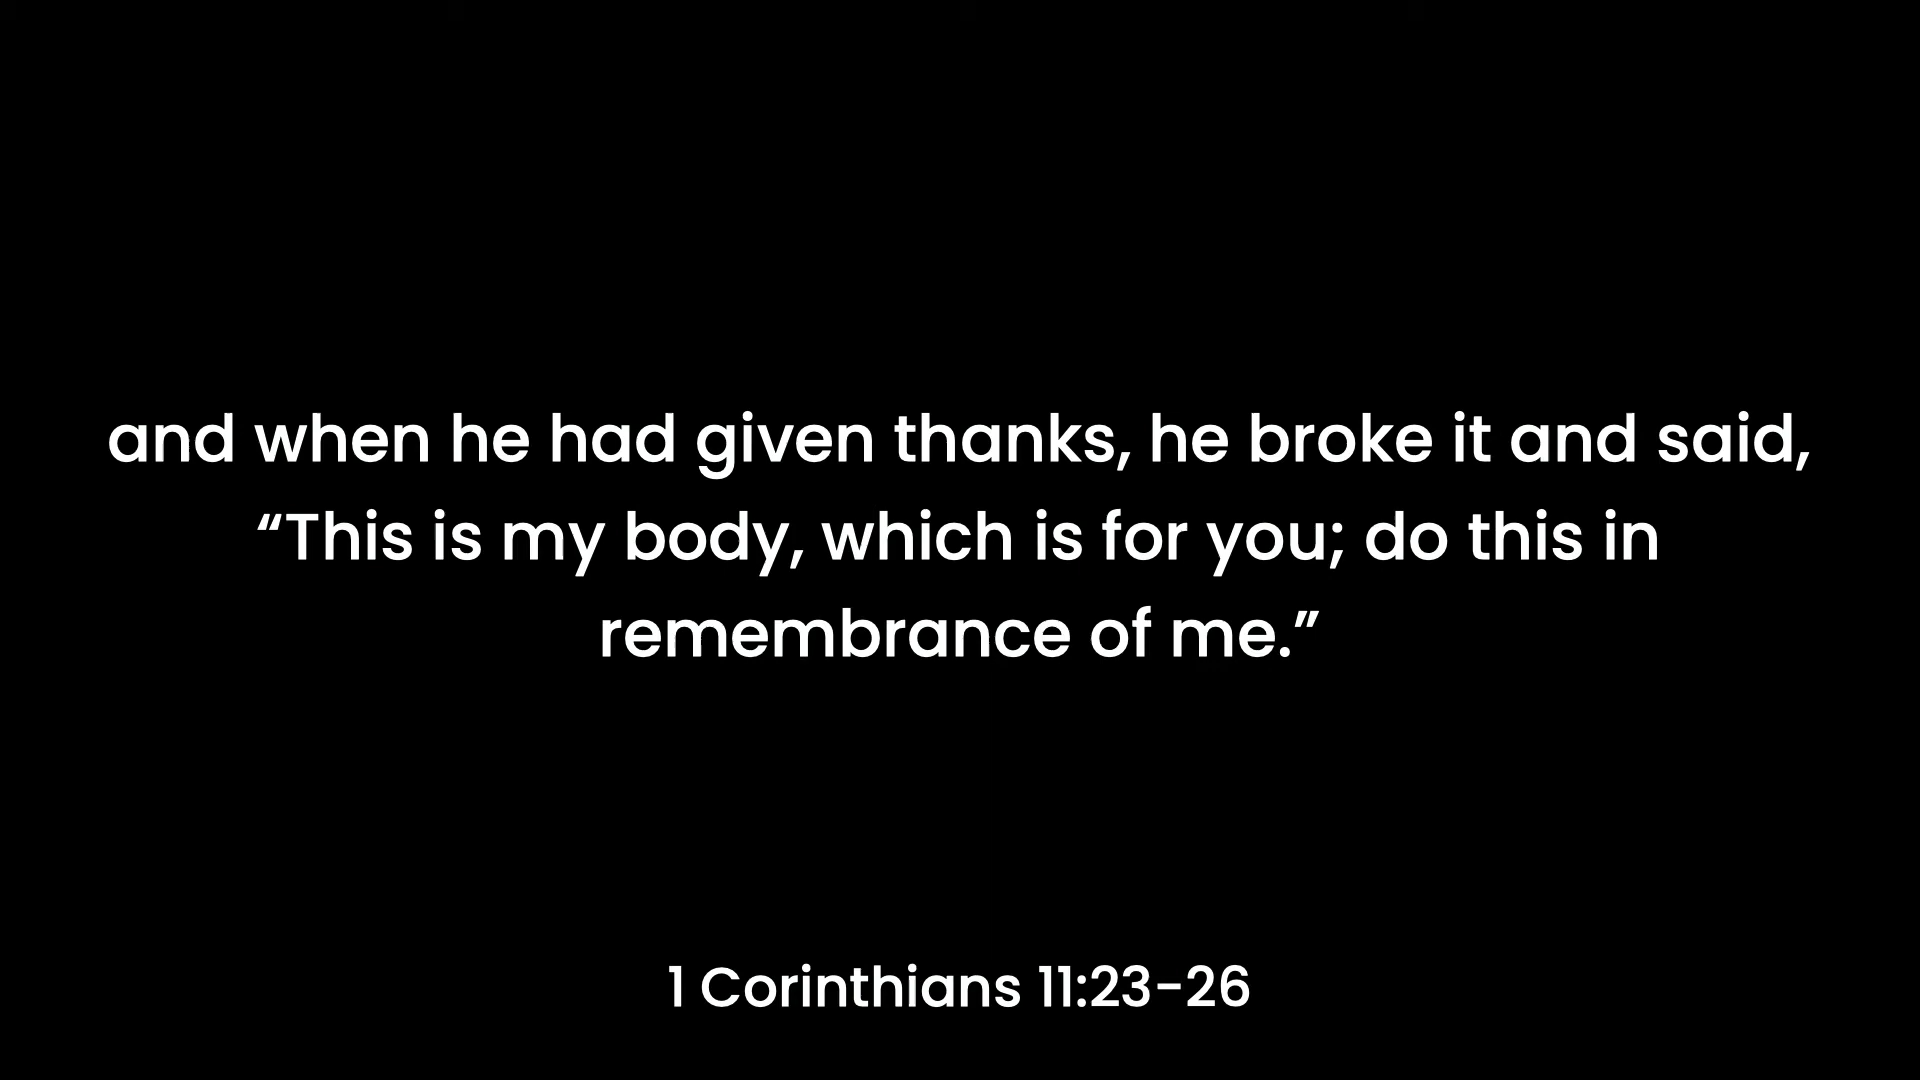 and when he had given thanks, he broke it and said,
“This is my body, which is for you; do this in
remembrance of me.”
1 Corinthians 11:23-26